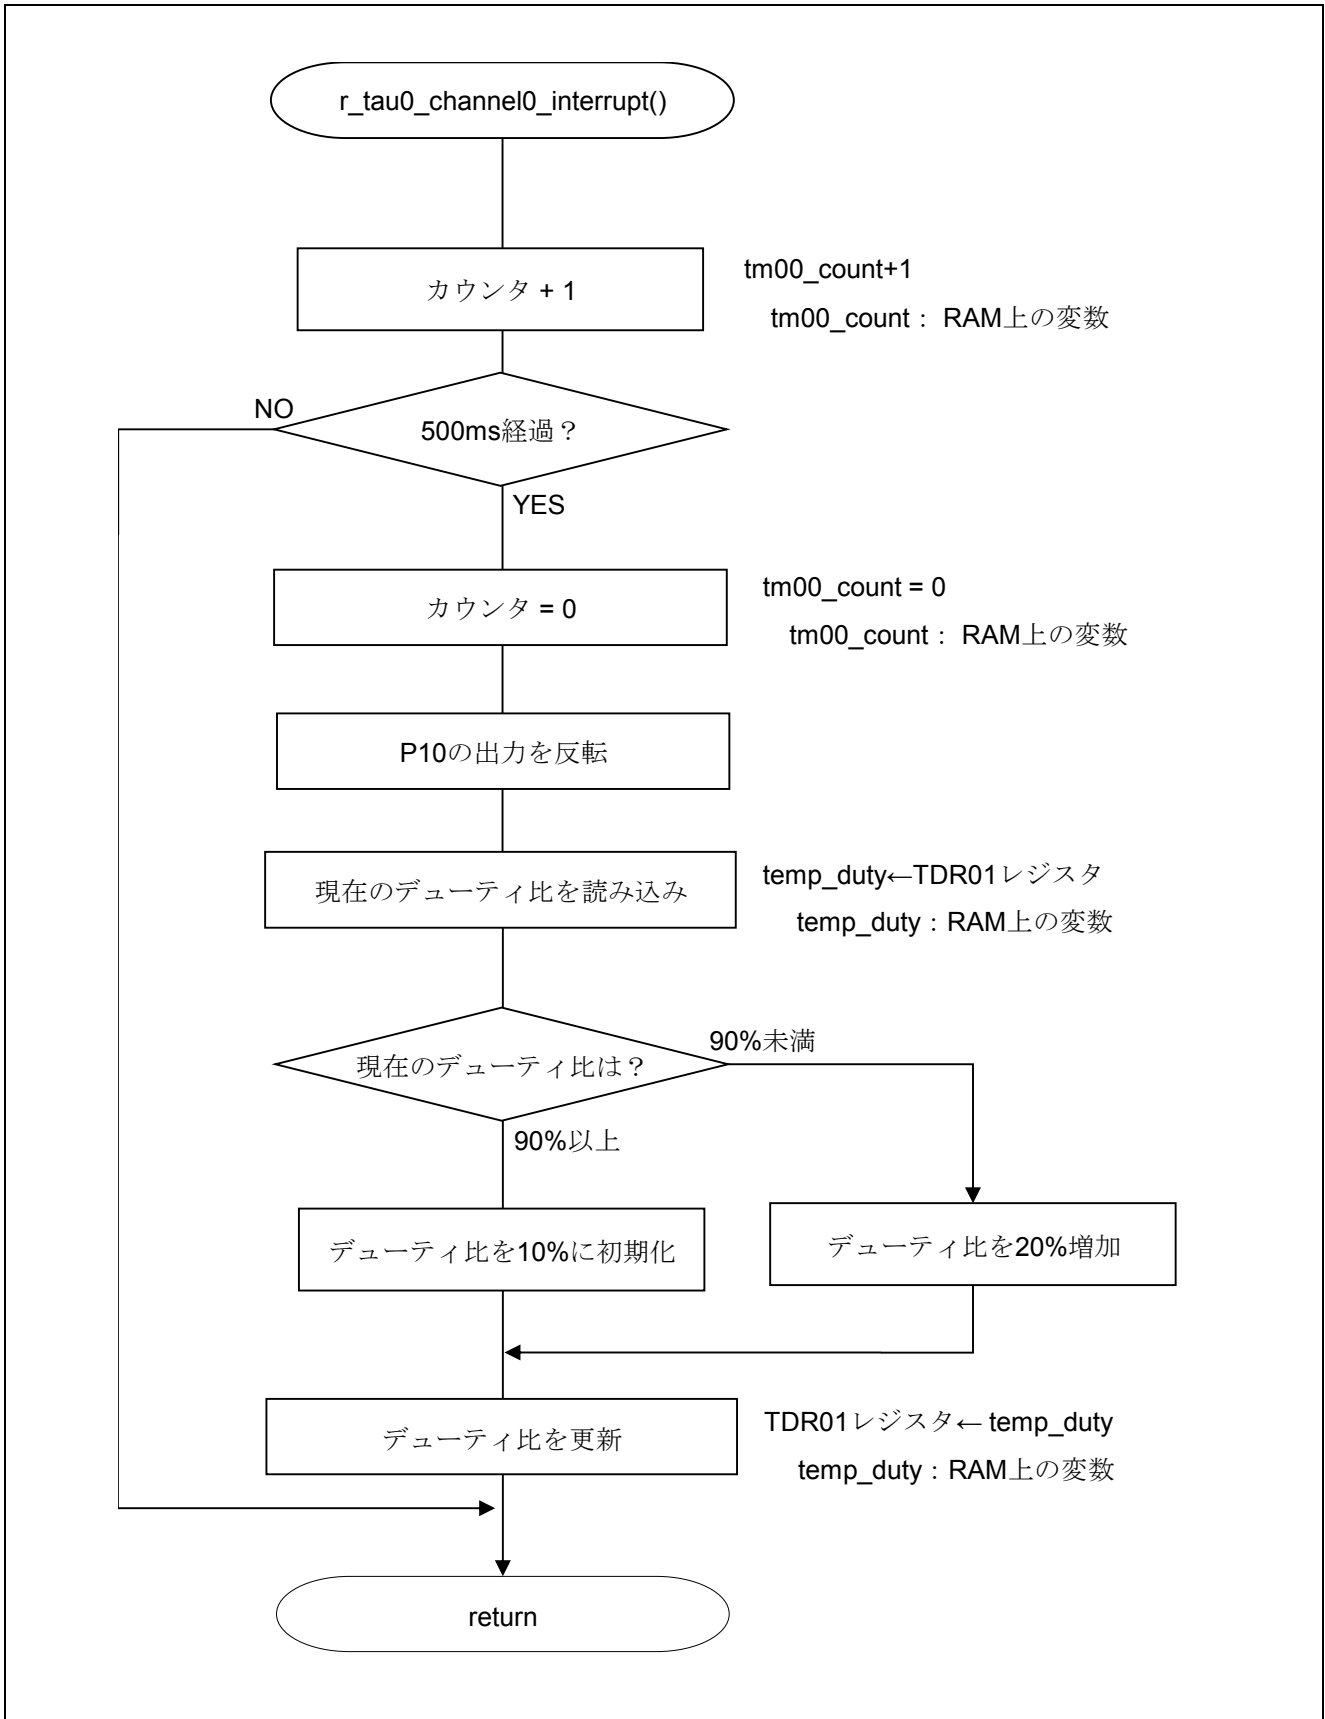 r_tau0_channel0_interrupt()
カウンタ + 1
tm00_count+1
tm00_count： RAM上の変数
NO
500ms経過？
YES
カウンタ = 0
tm00_count = 0
tm00_count： RAM上の変数
P10の出力を反転
現在のデューティ比を読み込み
temp_duty←TDR01レジスタ
temp_duty：RAM上の変数
90%未満
現在のデューティ比は？
90%以上
デューティ比を10%に初期化
デューティ比を20%増加
デューティ比を更新
TDR01レジスタ← temp_duty
temp_duty：RAM上の変数
return